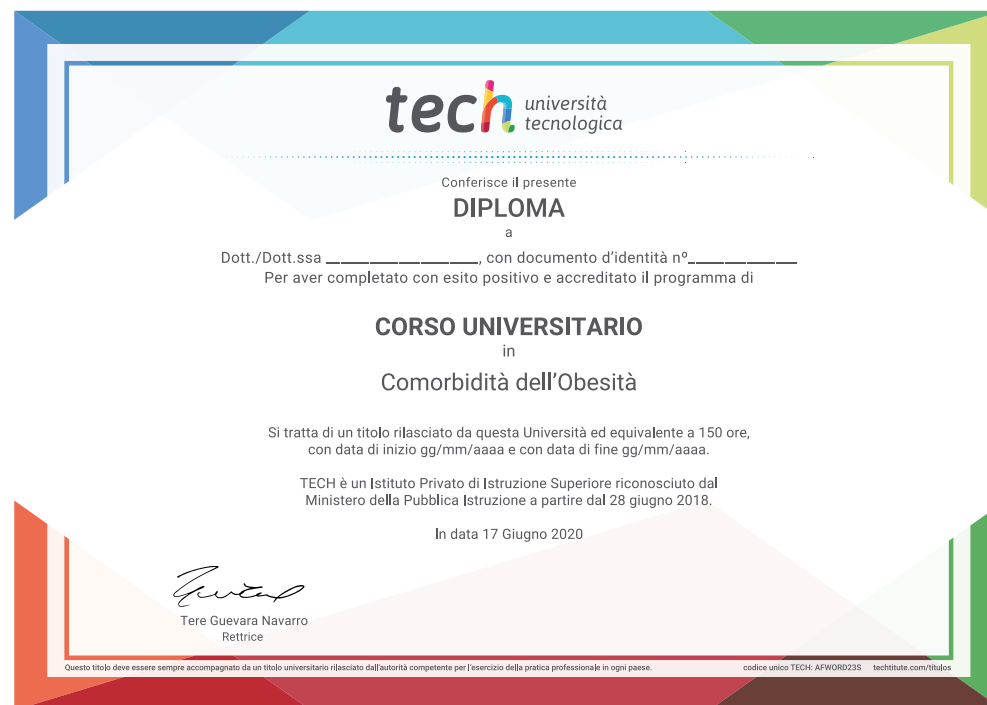 tech università
tecnologica
Conferisce il presente
DIPLOMA
a
Dott./Dott.ssa ______________, con documento d'identità nº__________
Per aver completato con esito positivo e accreditato il programma di
CORSO UNIVERSITARIO
in
Comorbidità dell'Obesità
Si tratta di un titolo rilasciato da questa Università ed equivalente a 150 ore,
con data di inizio gg/mm/aaaa e con data di fine gg/mm/aaaa.
TECH è un Istituto Privato di Istruzione Superiore riconosciuto dal
Ministero della Pubblica Istruzione a partire dal 28 giugno 2018.
In data 17 Giugno 2020
Tere Guevara Navarro
Rettrice
Questo titolo deve essere sempre accompagnato da un titolo universitario rilasciato dall'autorità competente per l'esercizio della pratica professionale in ogni paese. codice unico TECH: AFWORD23S techtitute.com/titulos